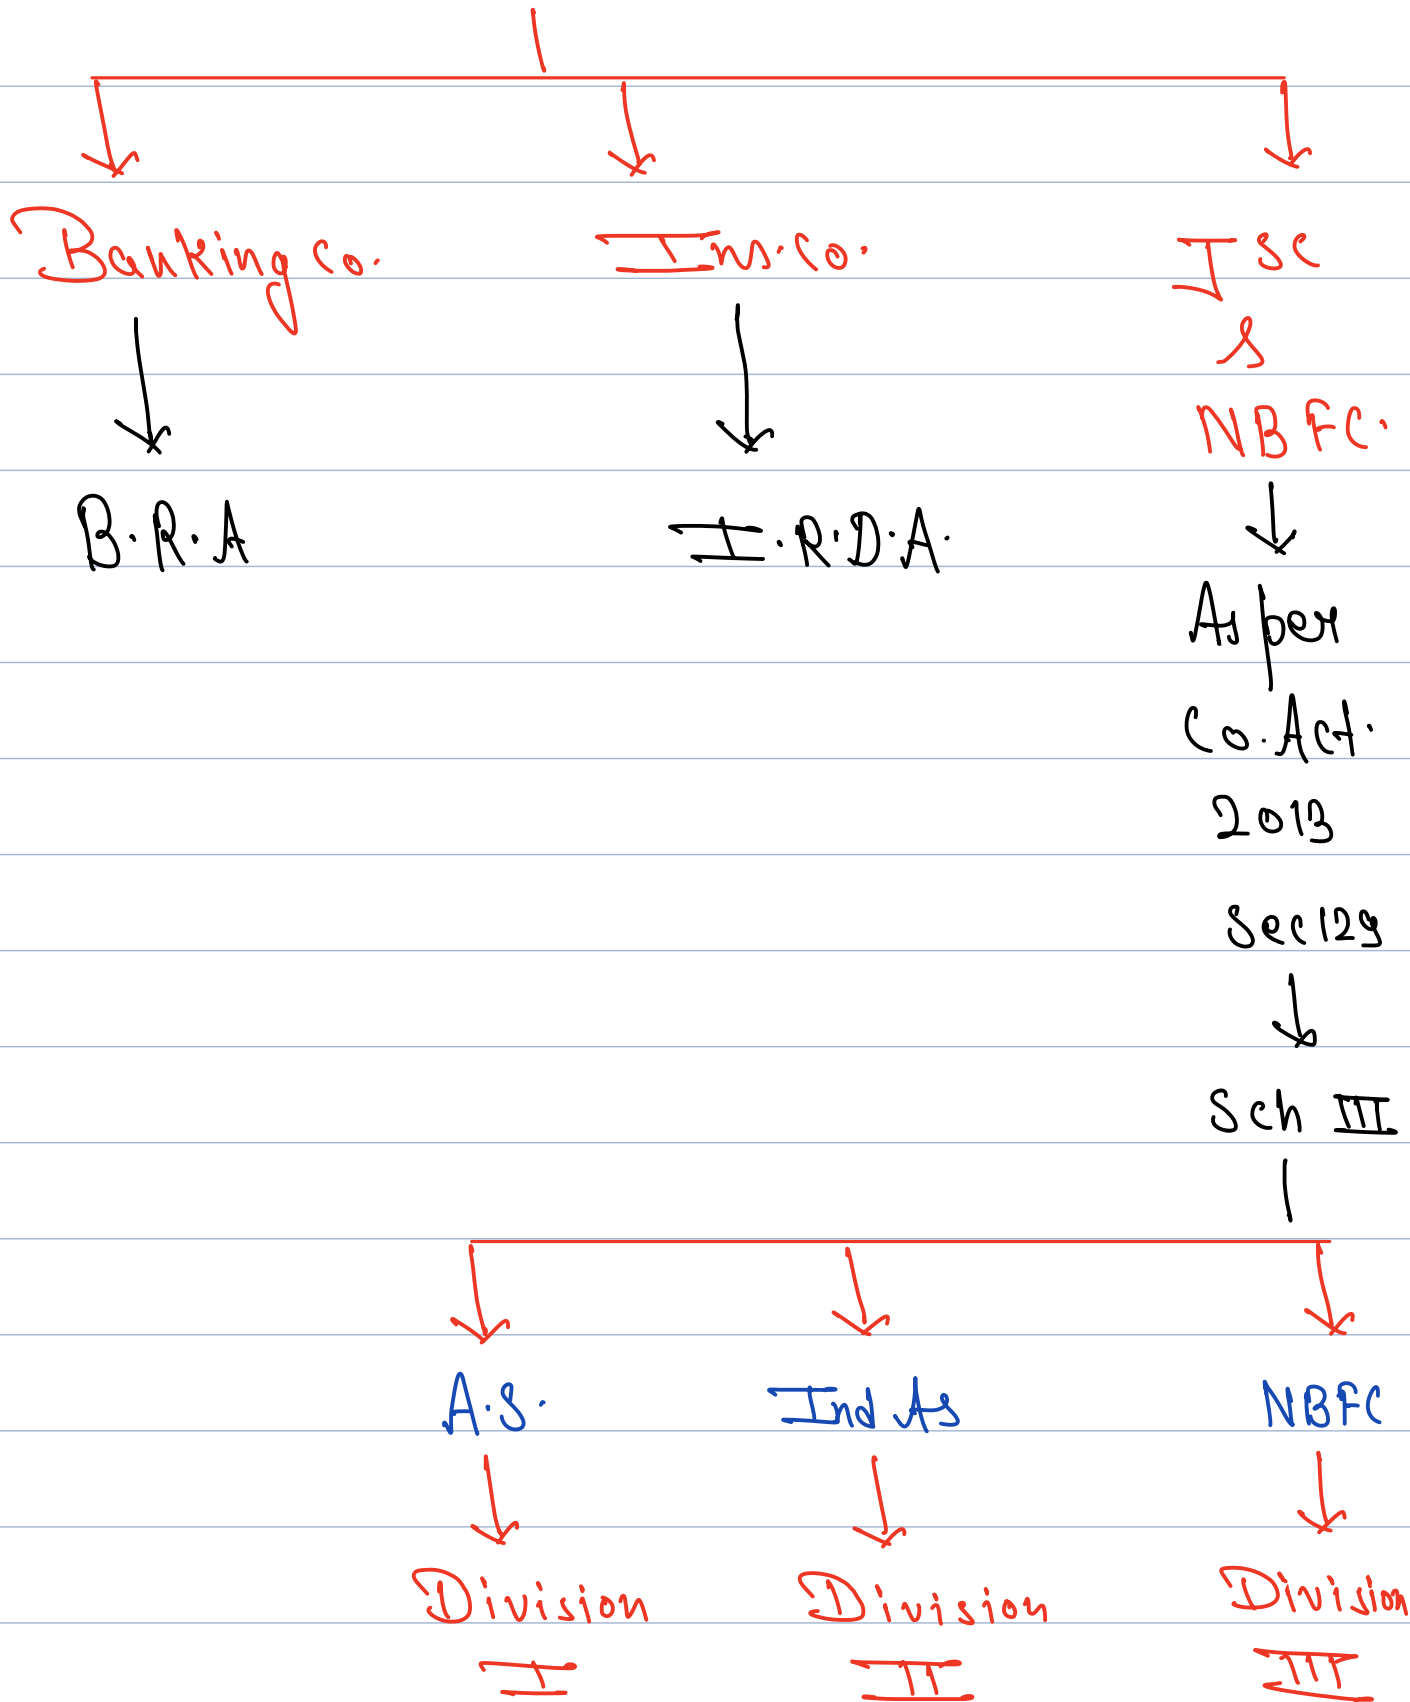 Banking co. Ins.co. JSC
&
NBFC.
B.R.A I.R.D.A.
As per
Co.Act.
2013
Sec 129
Sch III
A.S. Ind As NBFC
Division Division Division
I II III